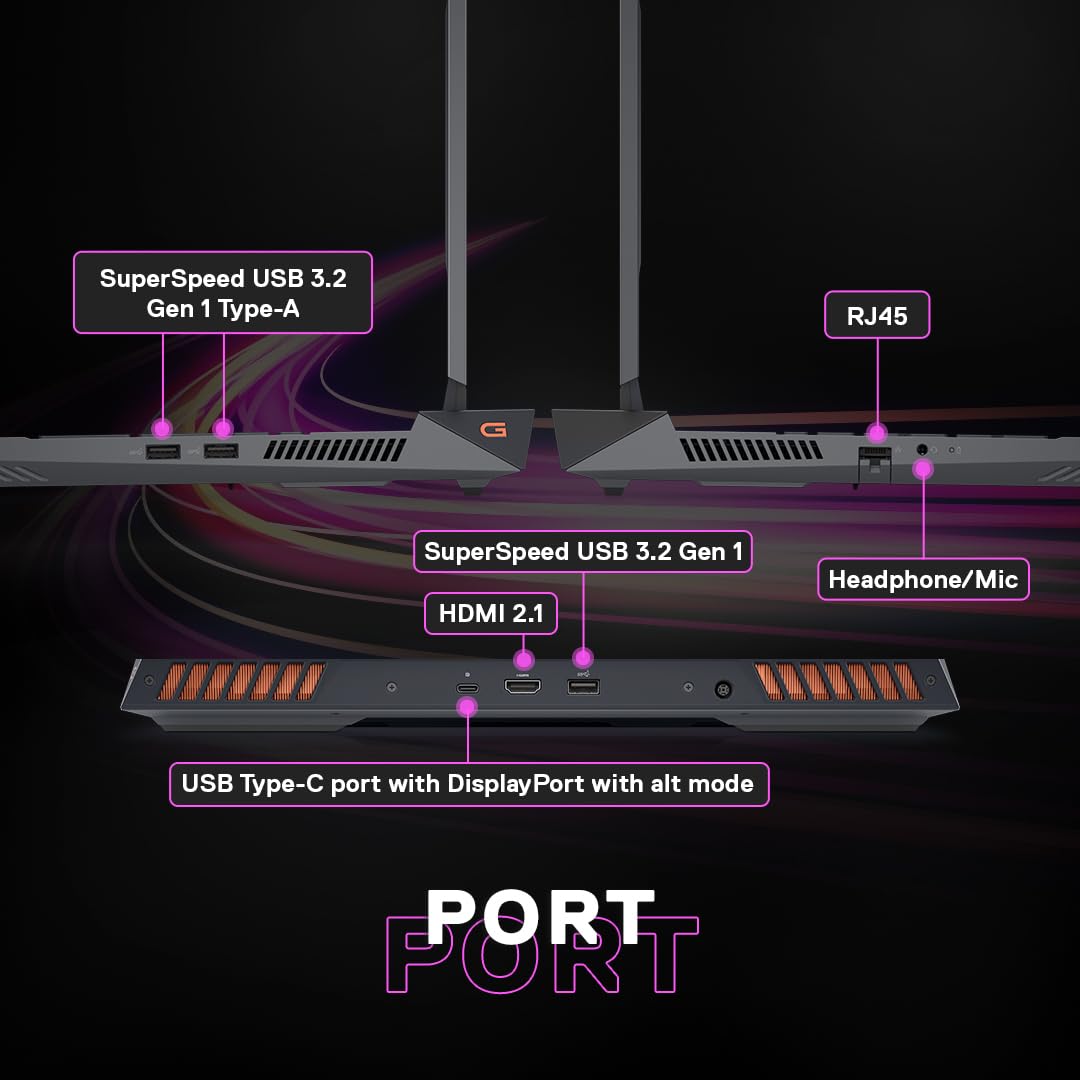 SuperSpeed USB 3.2
Gen 1 Type-A
RJ45
G
SuperSpeed USB 3.2 Gen 1
Headphone/Mic
HDMI 2.1
USB Type-C port with DisplayPort with alt mode
PORT
PORT